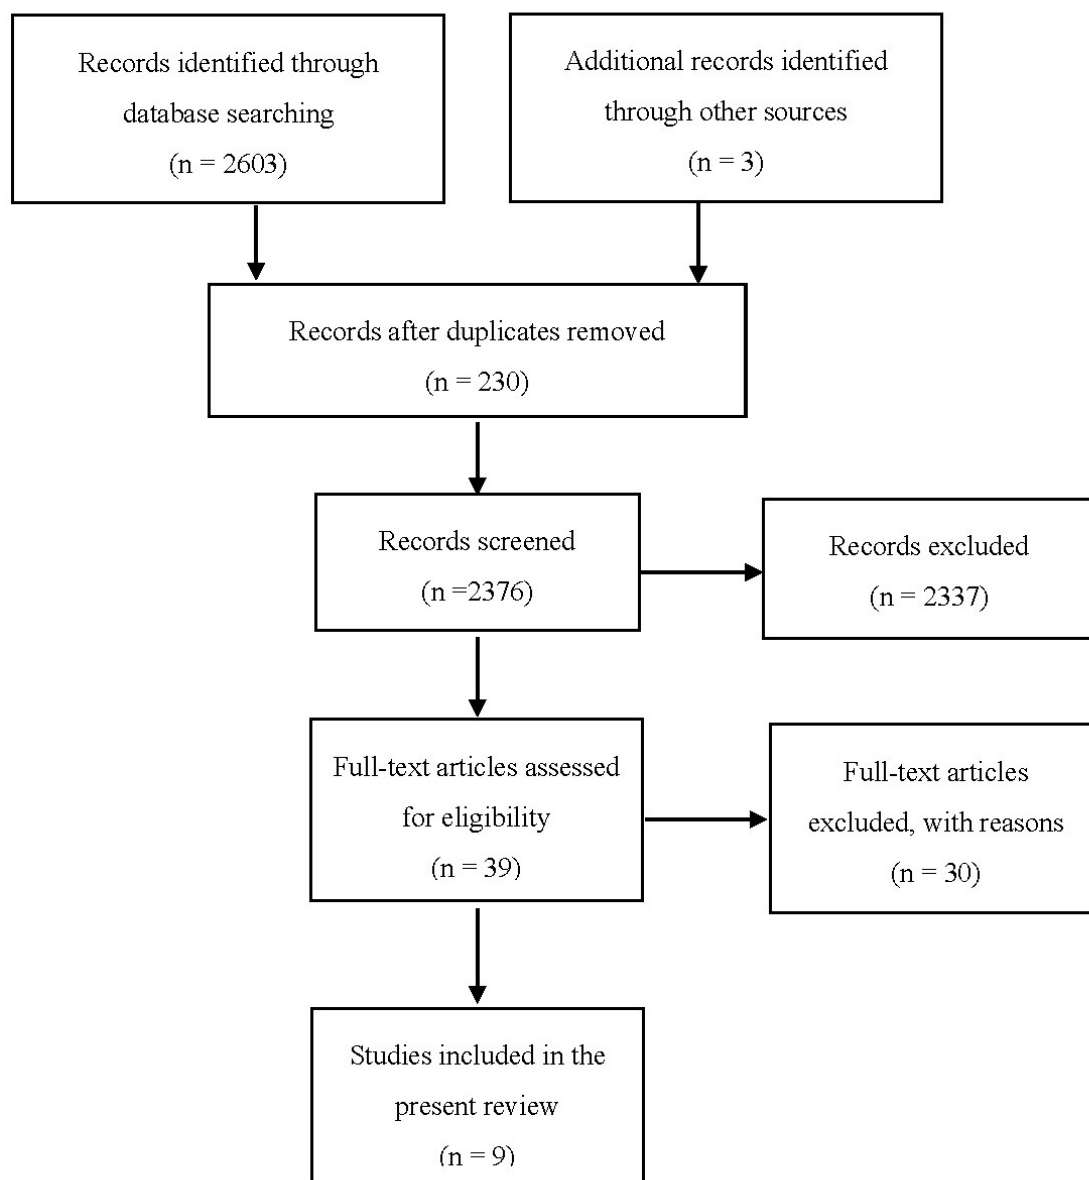 Records identified through
database searching
(n = 2603)
Additional records identified
through other sources
(n = 3)
Records after duplicates removed
(n = 230)
Records screened
(n =2376)
Records excluded
(n = 2337)
Full-text articles assessed
for eligibility
(n = 39)
Full-text articles
excluded, with reasons
(n = 30)
Studies included in the
present review
(n = 9)